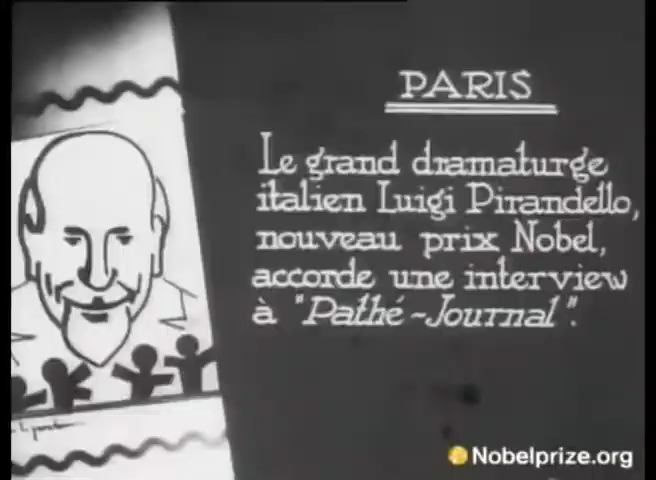 PARIS
Le grand dramaturge
italien Luigi Pirandello,
nouveau prix Nobel,
accorde une interview
à "Pathé-Journal".
Nobelprize.org